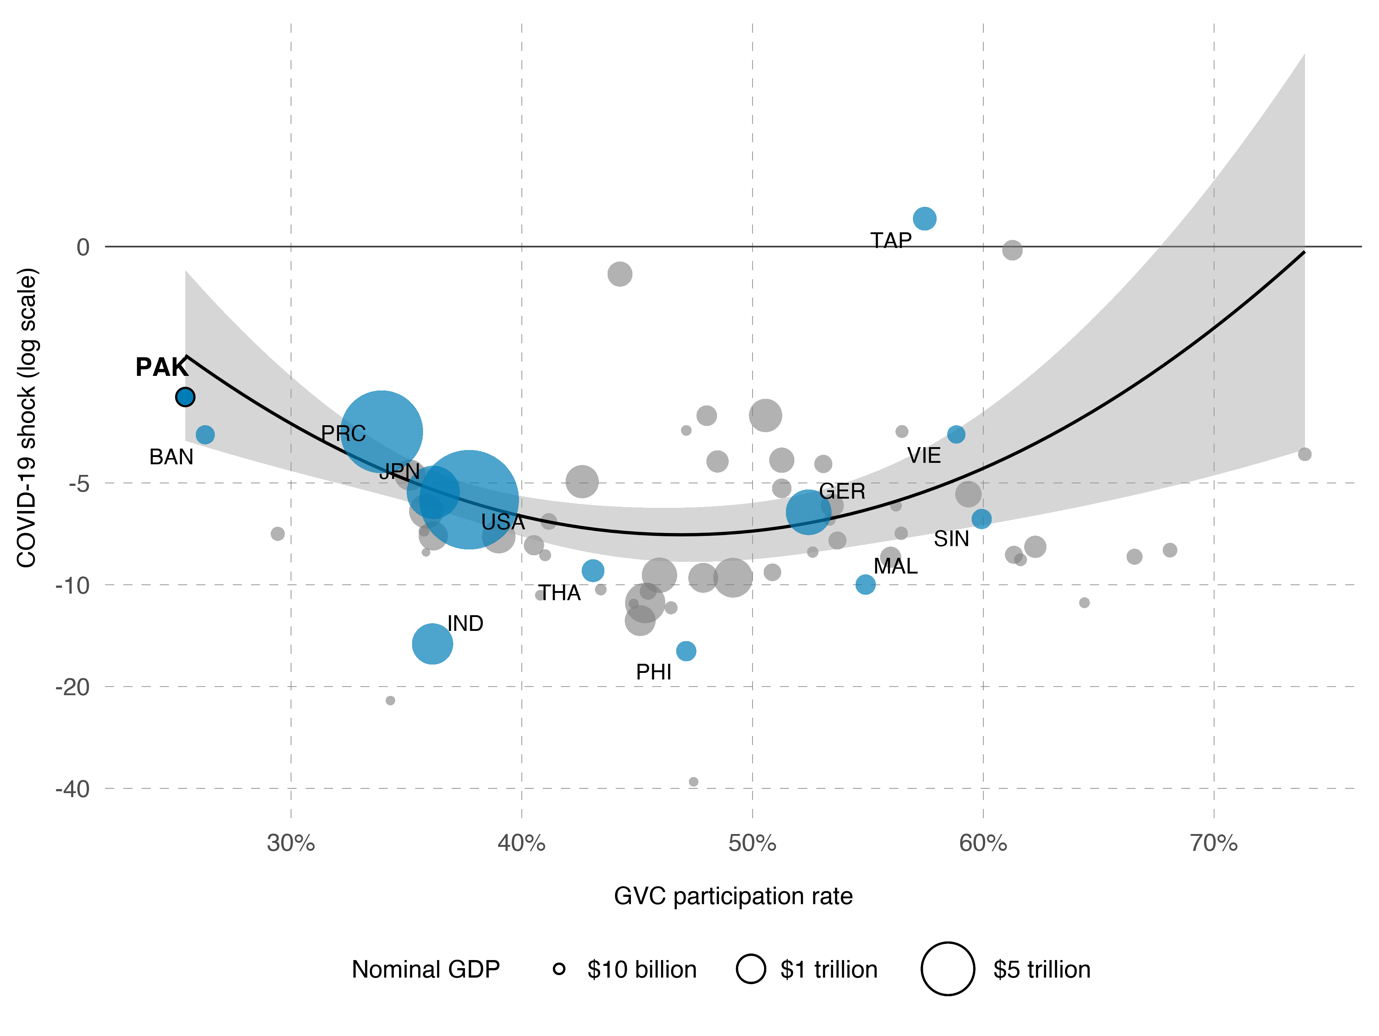 COVID-19 shock (log scale)
0
-5
-10
-20
-40
TAP
PAK
PRC
BAN
VIE
JPN
GER
USA
SIN
MAL
THA
IND
PHI
30%
40%
50%
60%
70%
GVC participation rate
Nominal GDP
$10 billion
$1 trillion
$5 trillion